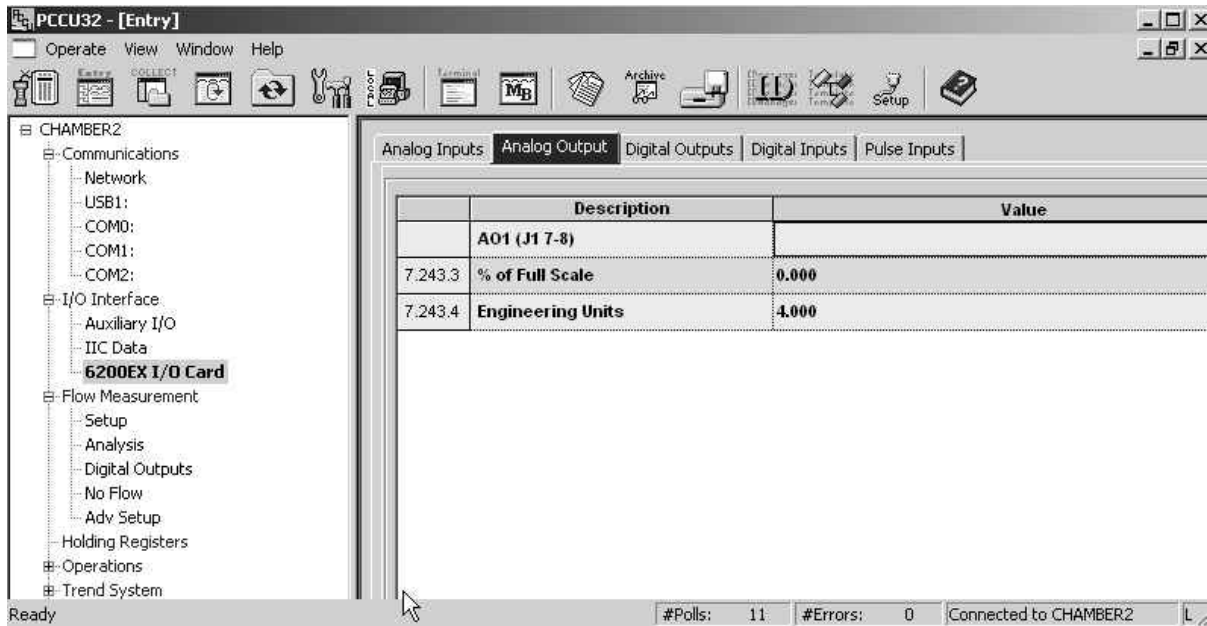 PCCU32 - [Entry]
Operate View Window Help
Entry COLLECT LOCAL Terminal MB Archive Setup
CHAMBER2
Communications
Network
USB1:
COM0:
COM1:
COM2:
I/O Interface
Auxiliary I/O
IIC Data
6200EX I/O Card
Flow Measurement
Setup
Analysis
Digital Outputs
No Flow
Adv Setup
Holding Registers
Operations
Trend System
Analog Inputs Analog Output Digital Outputs Digital Inputs Pulse Inputs
Description Value
AO1 (J1 7-8)
7.243.3 % of Full Scale 0.000
7.243.4 Engineering Units 4.000
Ready #Polls: 11 #Errors: 0 Connected to CHAMBER2 L